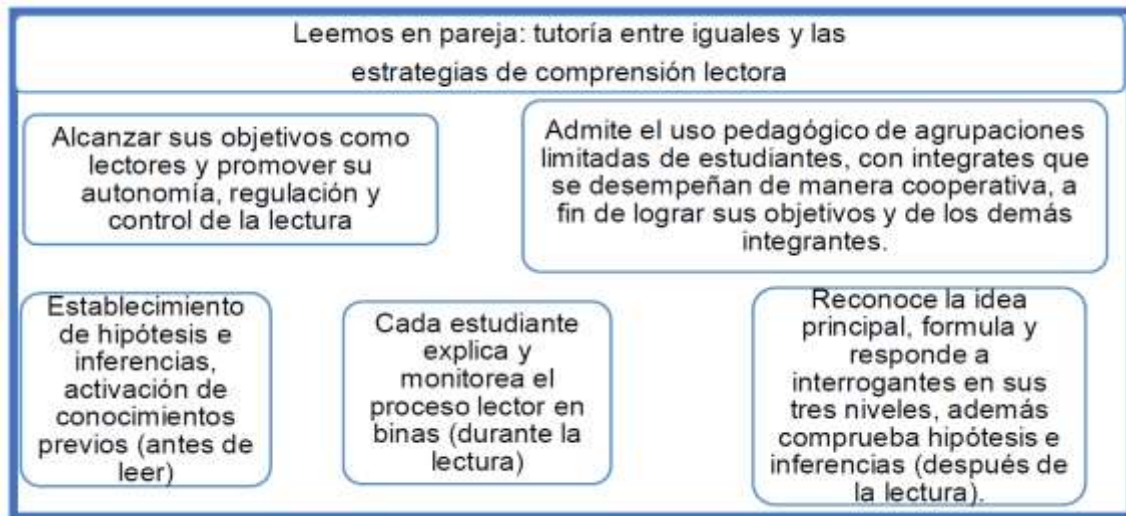 Leemos en pareja: tutoría entre iguales y las
estrategias de comprensión lectora
Alcanzar sus objetivos como
lectores y promover su
autonomía, regulación y
control de la lectura
Admite el uso pedagógico de agrupaciones
limitadas de estudiantes, con integrates que
se desempeñan de manera cooperativa, a
fin de lograr sus objetivos y de los demás
integrantes.
Establecimiento
de hipótesis e
inferencias,
activación de
conocimientos
previos (antes de
leer)
Cada estudiante
explica y
monitorea el
proceso lector en
binas (durante la
lectura)
Reconoce la idea
principal, formula y
responde a
interrogantes en sus
tres niveles, además
comprueba hipótesis e
inferencias (después de
la lectura).